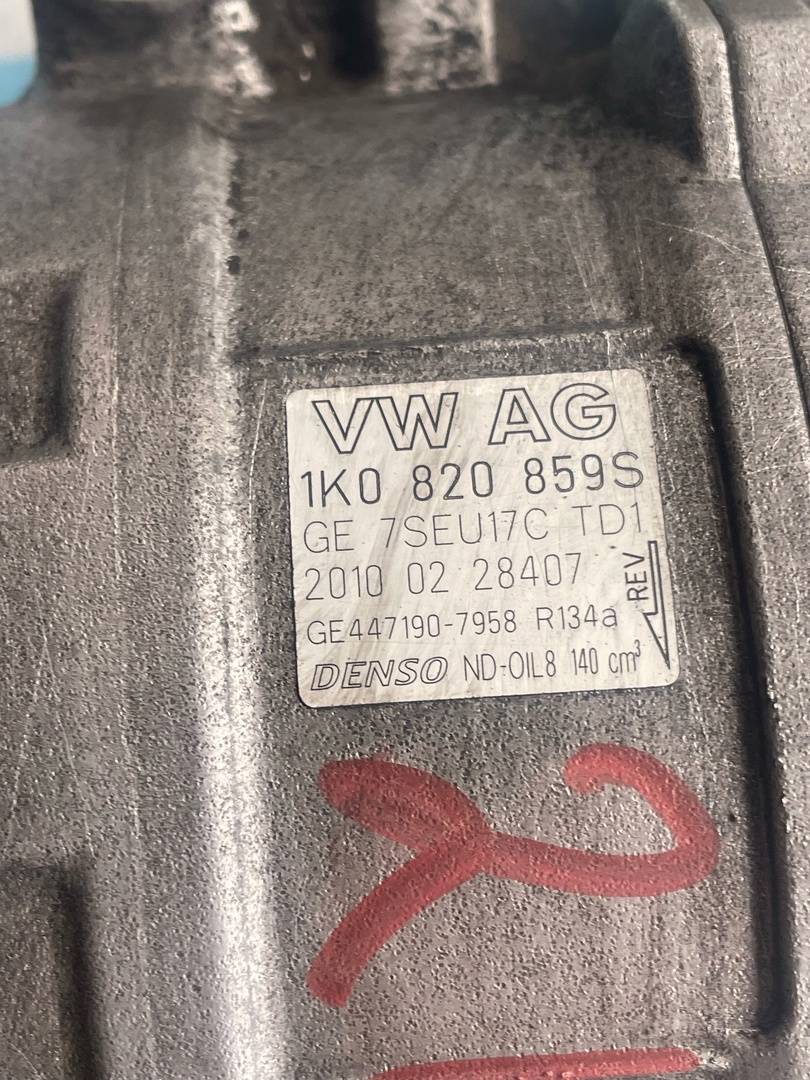 VW AG
1K0 820 859S
GE 7SEU17C TD1
2010 02 28407
REV
GE447190-7958 R134a
DENSO ND-OIL8 140 cm³